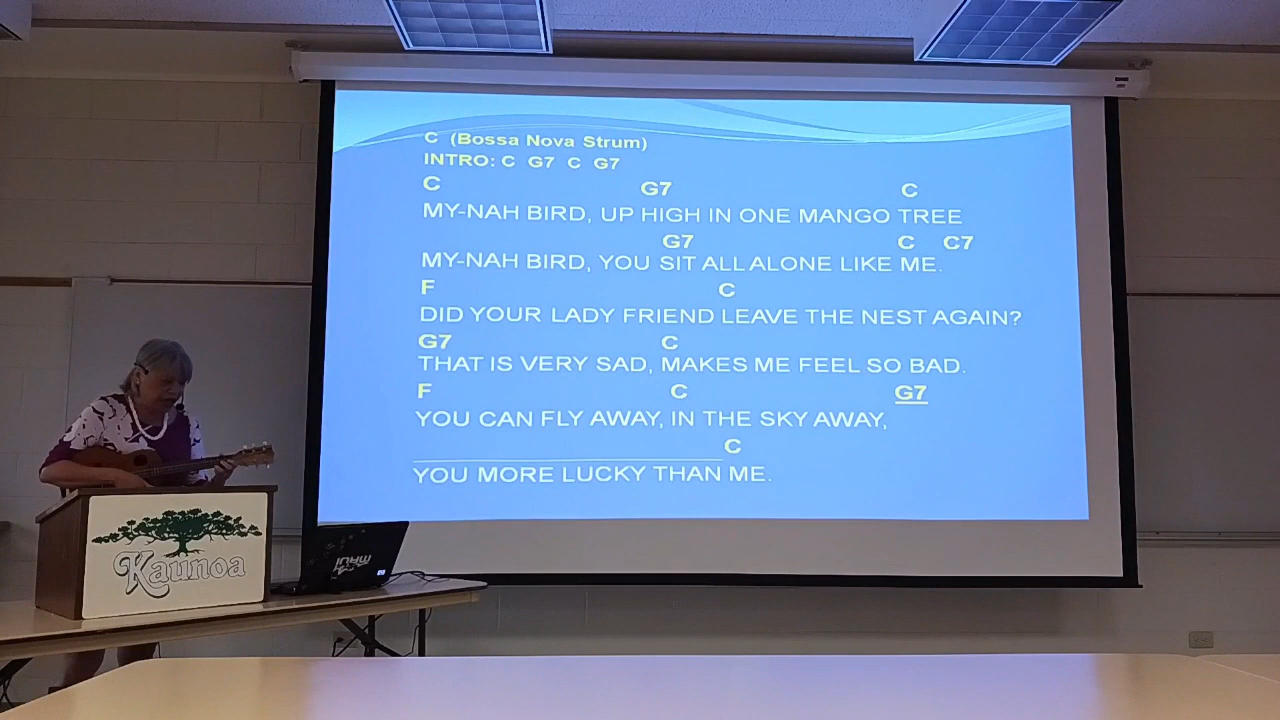 C (Bossa Nova Strum)
INTRO: C G7 C G7
C G7 C
MY-NAH BIRD, UP HIGH IN ONE MANGO TREE
G7 C C7
MY-NAH BIRD, YOU SIT ALL ALONE LIKE ME.
F C
DID YOUR LADY FRIEND LEAVE THE NEST AGAIN?
G7 C
THAT IS VERY SAD, MAKES ME FEEL SO BAD.
F C G7
YOU CAN FLY AWAY, IN THE SKY AWAY,
C
YOU MORE LUCKY THAN ME.
Kaunoa
MAUI
hp